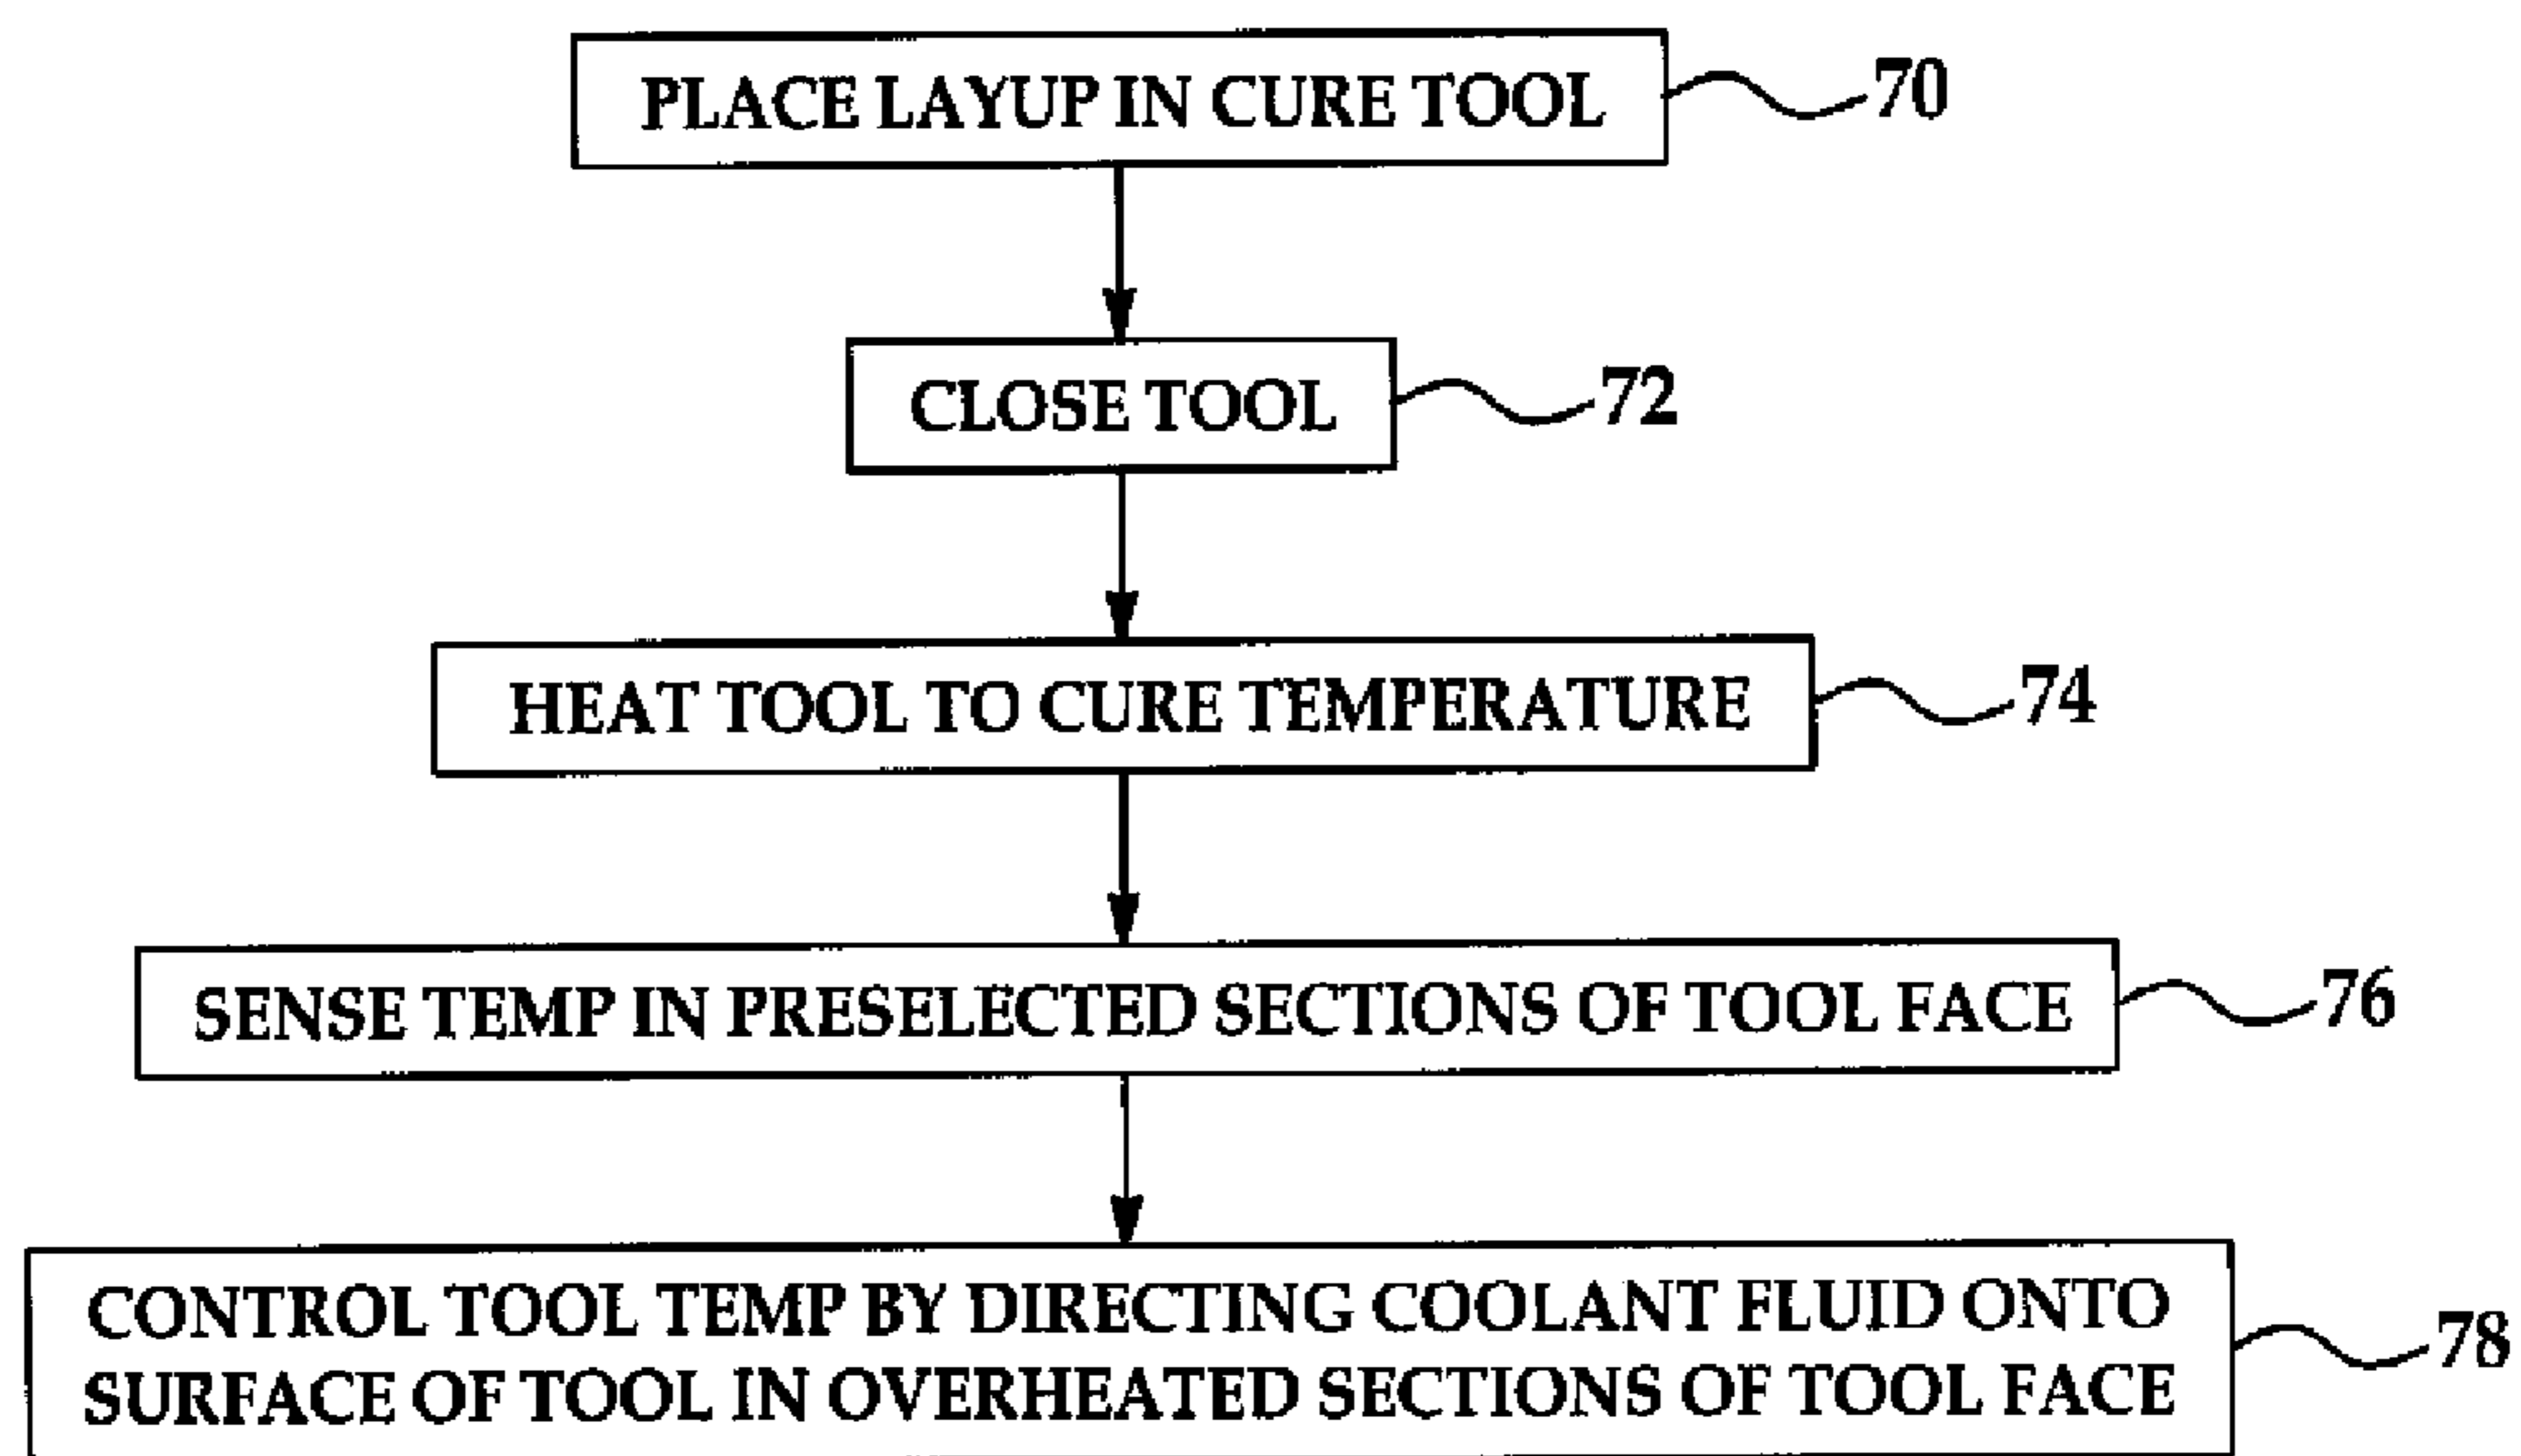 PLACE LAYUP IN CURE TOOL 70
CLOSE TOOL 72
HEAT TOOL TO CURE TEMPERATURE 74
SENSE TEMP IN PRESELECTED SECTIONS OF TOOL FACE 76
CONTROL TOOL TEMP BY DIRECTING COOLANT FLUID ONTO
SURFACE OF TOOL IN OVERHEATED SECTIONS OF TOOL FACE
78